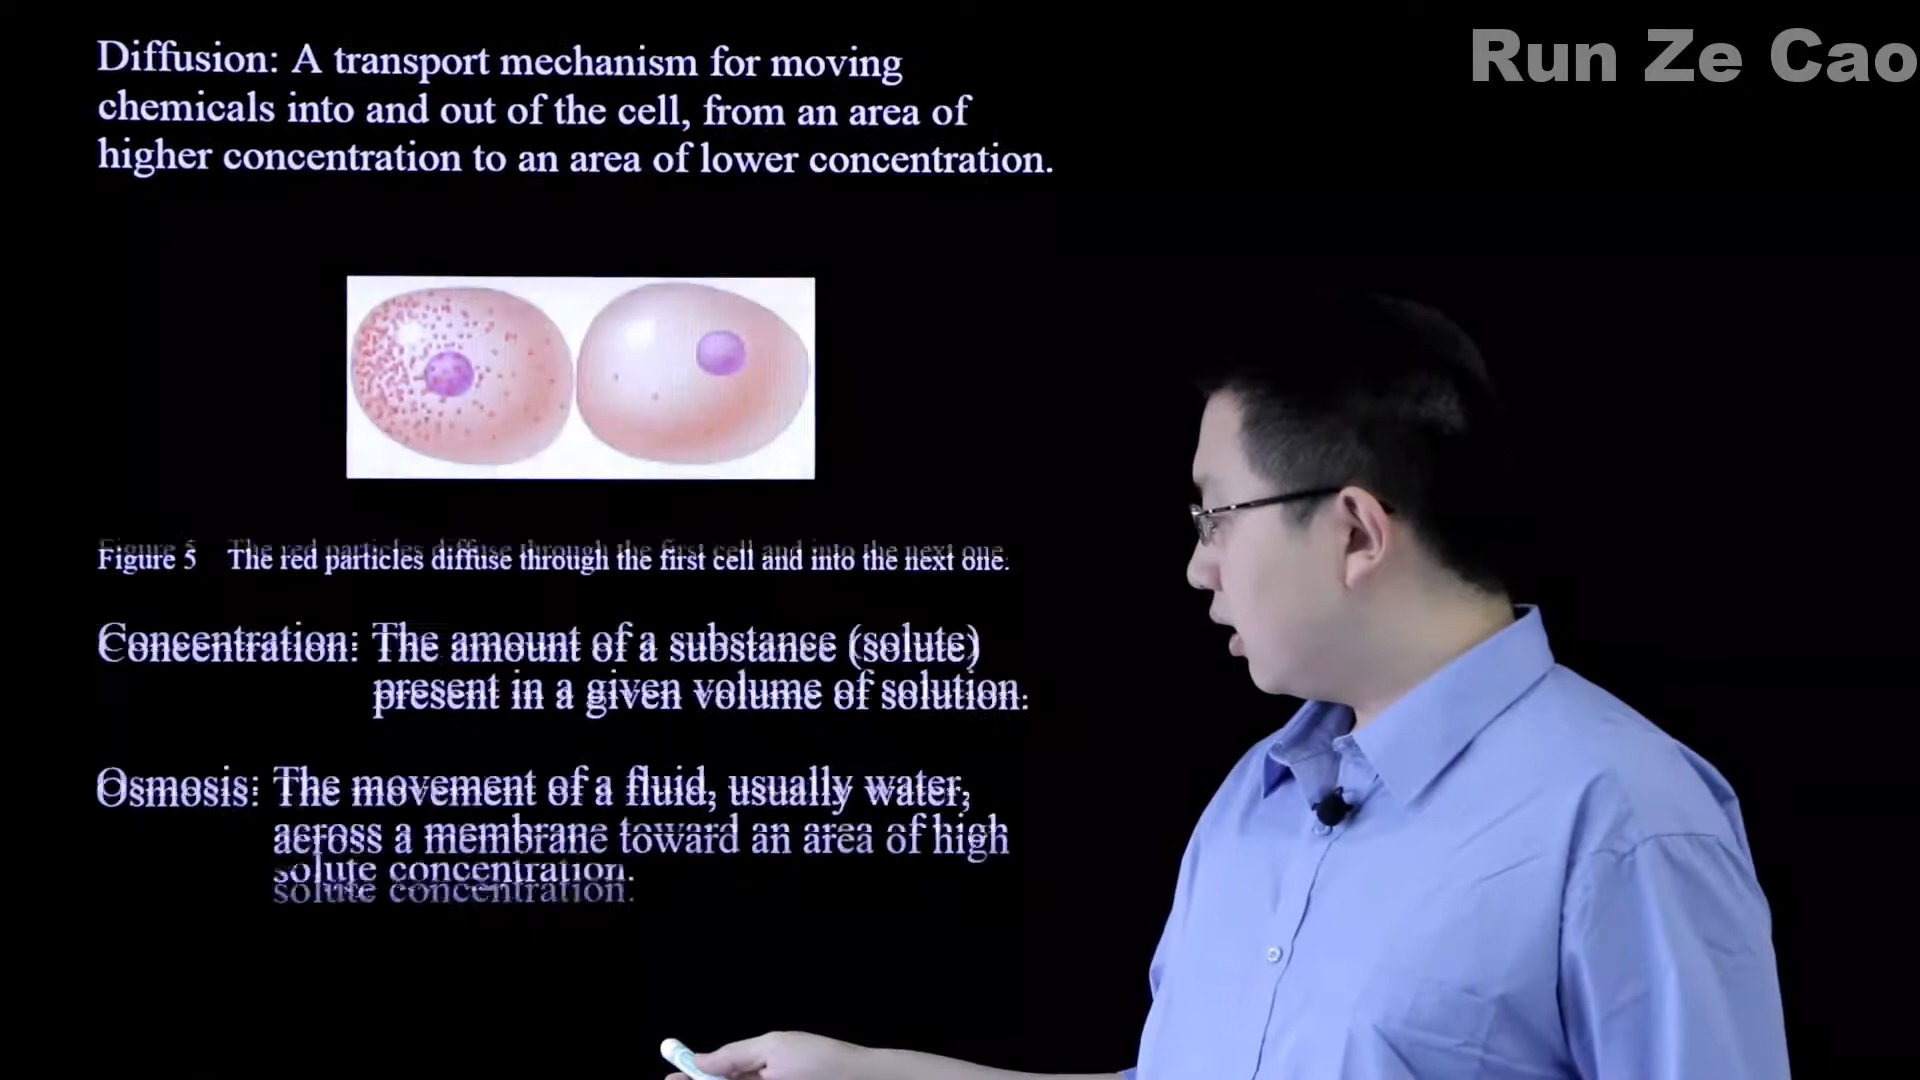 Diffusion: A transport mechanism for moving
chemicals into and out of the cell, from an area of
higher concentration to an area of lower concentration.
Run Ze Cao
Figure 5 The red particles diffuse through the first cell and into the next one.
Concentration: The amount of a substance (solute)
present in a given volume of solution.
Osmosis: The movement of a fluid, usually water,
across a membrane toward an area of high
solute concentration.